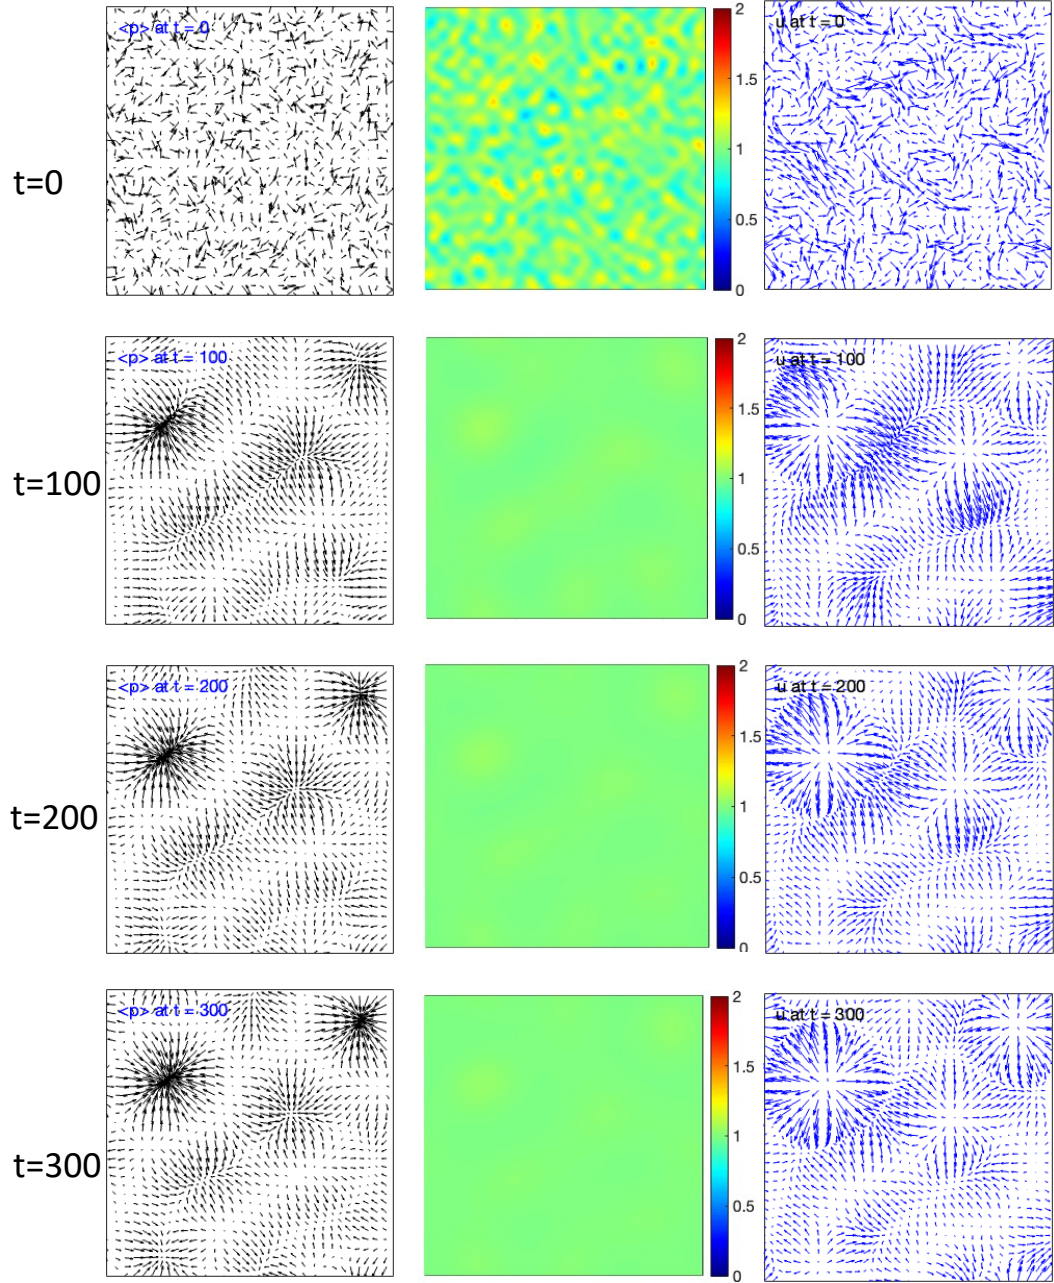 <p> at t = 0
2
1.5
1
0.5
0
u at t = 0
t=0
<p> at t = 100
2
1.5
1
0.5
0
u at t = 100
t=100
<p> at t = 200
2
1.5
1
0.5
0
u at t = 200
t=200
<p> at t = 300
2
1.5
1
0.5
0
u at t = 300
t=300